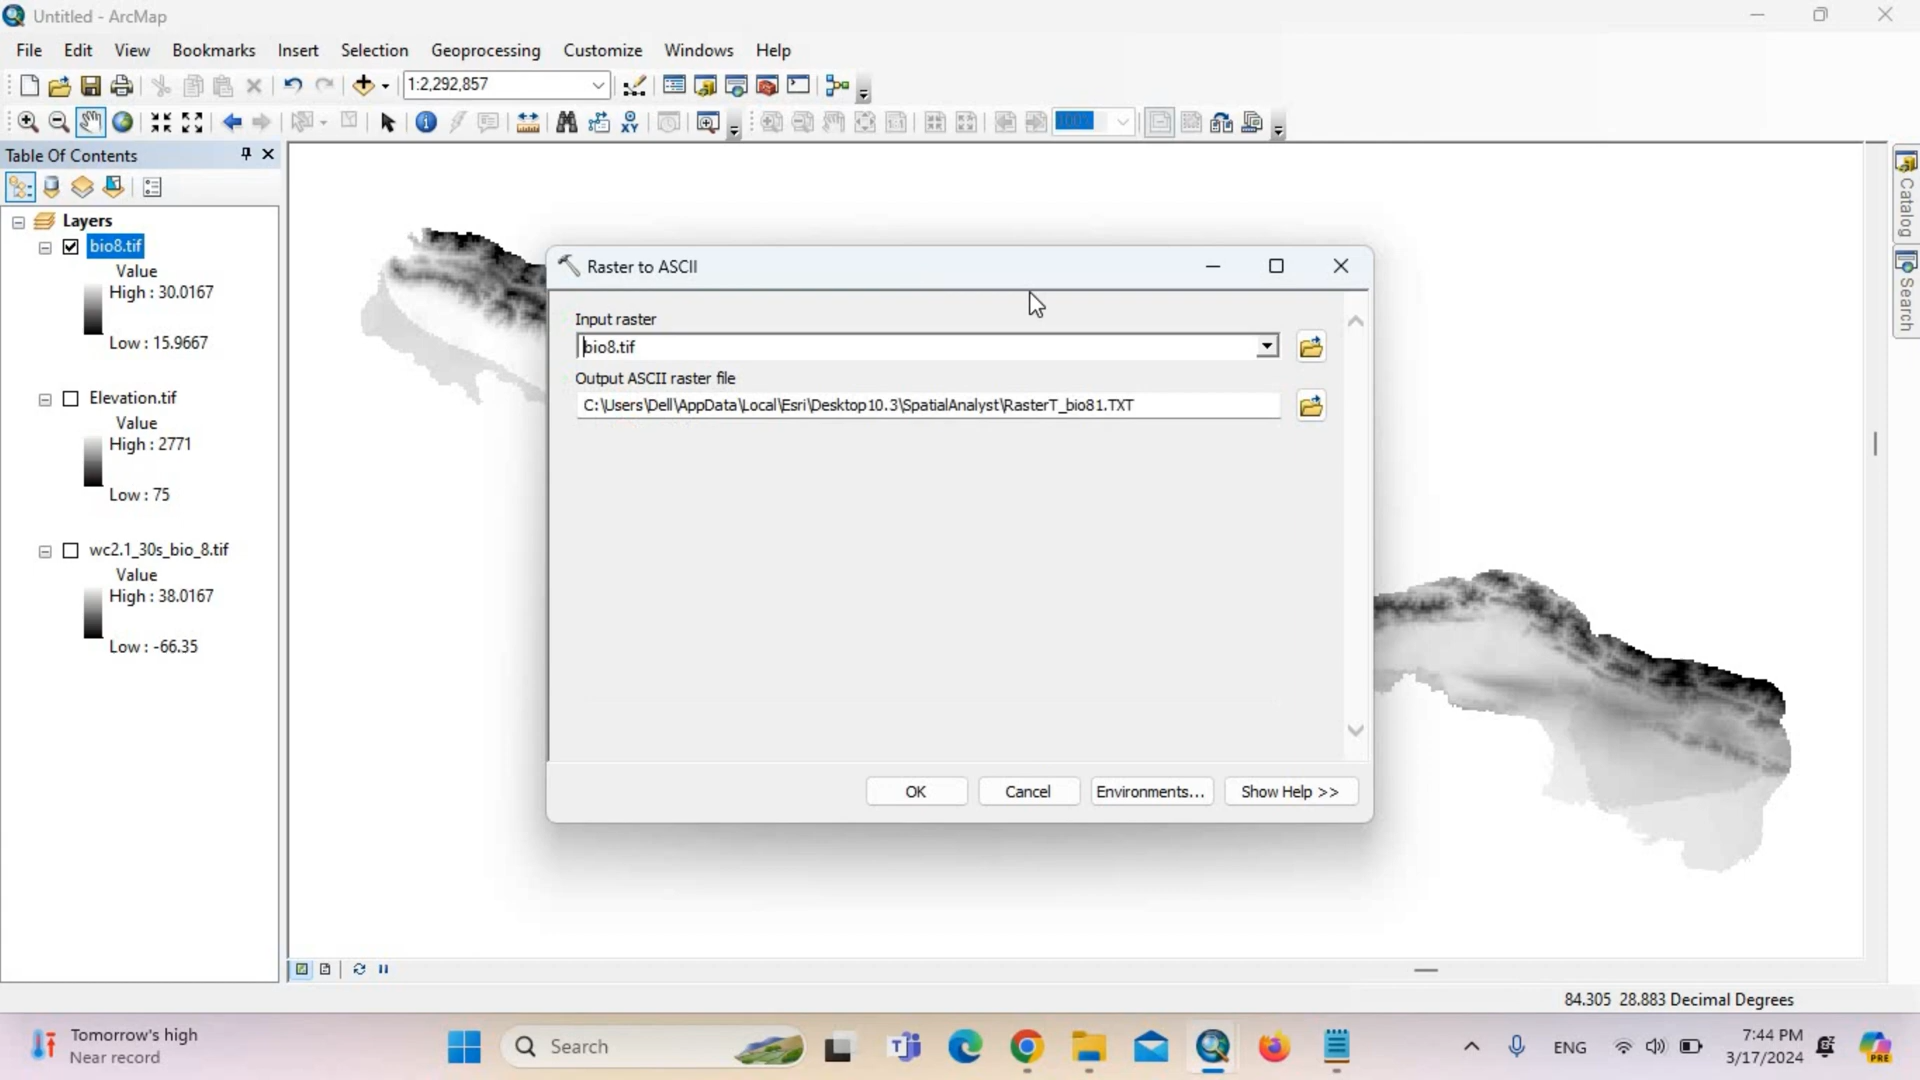 Untitled - ArcMap
File Edit View Bookmarks Insert Selection Geoprocessing Customize Windows Help
1:2,292,857
100%
Table Of Contents
Layers
bio8.tif
Value
High : 30.0167
Low : 15.9667
Elevation.tif
Value
High : 2771
Low : 75
wc2.1_30s_bio_8.tif
Value
High : 38.0167
Low : -66.35
Raster to ASCII
Input raster
bio8.tif
Output ASCII raster file
C:\Users\Dell\AppData\Local\Esri\Desktop10.3\SpatialAnalyst\RasterT_bio81.TXT
OK Cancel Environments... Show Help >>
Catalog
Search
84.305 28.883 Decimal Degrees
Tomorrow's high
Near record
Search
ENG
7:44 PM
3/17/2024
PRE